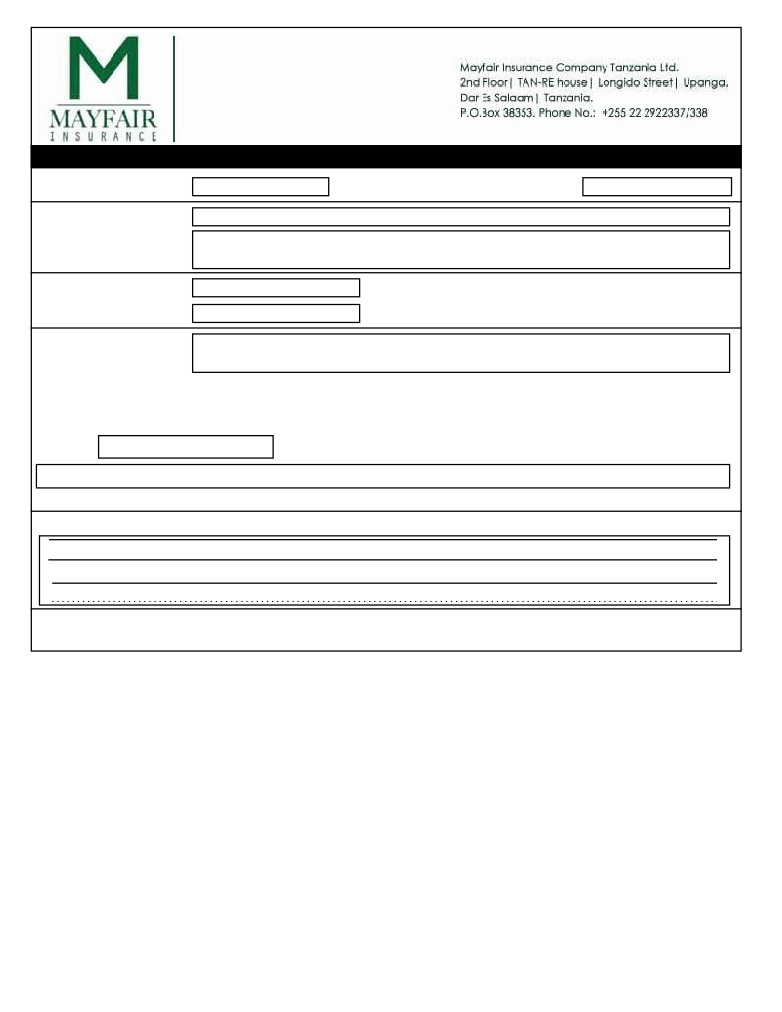 M
MAYFAIR
INSURANCE
Mayfair Insurance Company Tanzania Ltd.
2nd Floor| TAN-RE house| Longido Street| Upanga,
Dar Es Salaam| Tanzania.
P.O.Box 38353. Phone No.: +255 22 2922337/338